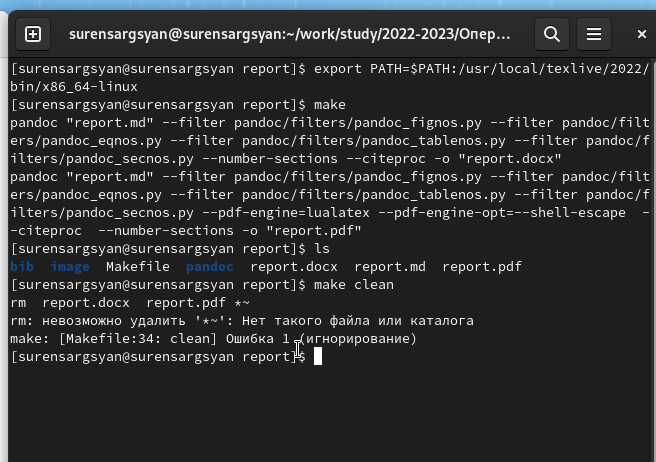 surensargsyan@surensargsyan:~/work/study/2022-2023/Опер...
[surensargsyan@surensargsyan report]$ export PATH=$PATH:/usr/local/texlive/2022/
bin/x86_64-linux
[surensargsyan@surensargsyan report]$ make
pandoc "report.md" --filter pandoc/filters/pandoc_fignos.py --filter pandoc/filt
ers/pandoc_eqnos.py --filter pandoc/filters/pandoc_tablenos.py --filter pandoc/f
ilters/pandoc_secnos.py --number-sections --citeproc -o "report.docx"
pandoc "report.md" --filter pandoc/filters/pandoc_fignos.py --filter pandoc/filt
ers/pandoc_eqnos.py --filter pandoc/filters/pandoc_tablenos.py --filter pandoc/f
ilters/pandoc_secnos.py --pdf-engine=lualatex --pdf-engine-opt=--shell-escape  -
-citeproc  --number-sections -o "report.pdf"
[surensargsyan@surensargsyan report]$ ls
bib  image  Makefile  pandoc  report.docx  report.md  report.pdf
[surensargsyan@surensargsyan report]$ make clean
rm  report.docx  report.pdf *~
rm: невозможно удалить '*~': Нет такого файла или каталога
make: [Makefile:34: clean] Ошибка 1 (игнорирование)
[surensargsyan@surensargsyan report]$